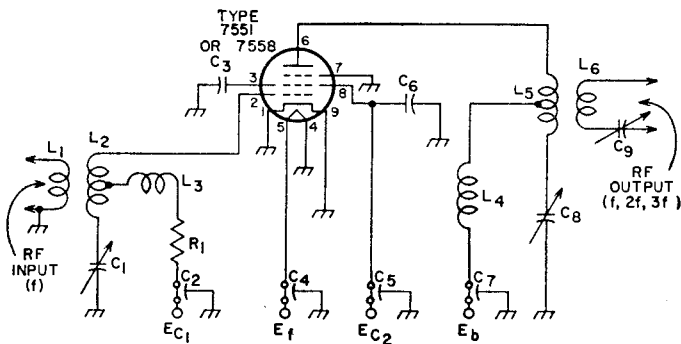 TYPE
7551
OR 7558
6
C3
3
7
8
2
1
5
4
9
C6
L5
L6
L1
L2
L3
L4
C9
RF
OUTPUT
(f, 2f, 3f)
R1
C8
RF
INPUT
(f)
C1
C2
C4
C5
C7
EC1
Ef
EC2
Eb